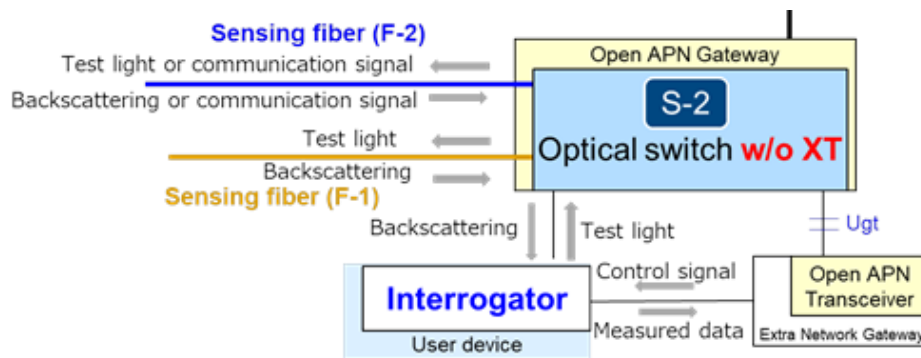 Sensing fiber (F-2)
Test light or communication signal
Backscattering or communication signal
Test light
Backscattering
Sensing fiber (F-1)
Open APN Gateway
S-2
Optical switch w/o XT
Backscattering
Test light
Ugt
Control signal
Interrogator
User device
Measured data
Open APN
Transceiver
Extra Network Gateway